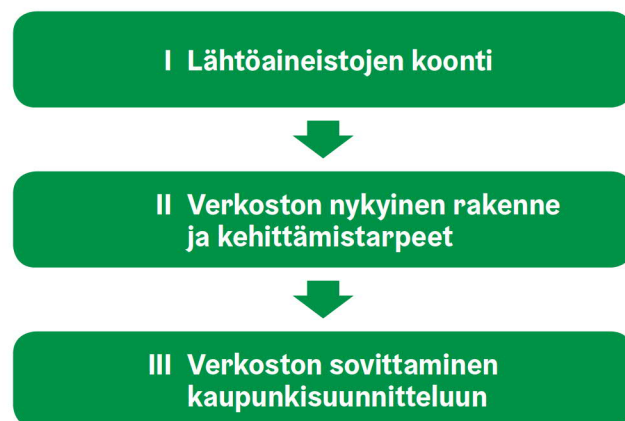 I Lähtöaineistojen koonti
II Verkoston nykyinen rakenne
ja kehittämistarpeet
III Verkoston sovittaminen
kaupunkisuunnitteluun